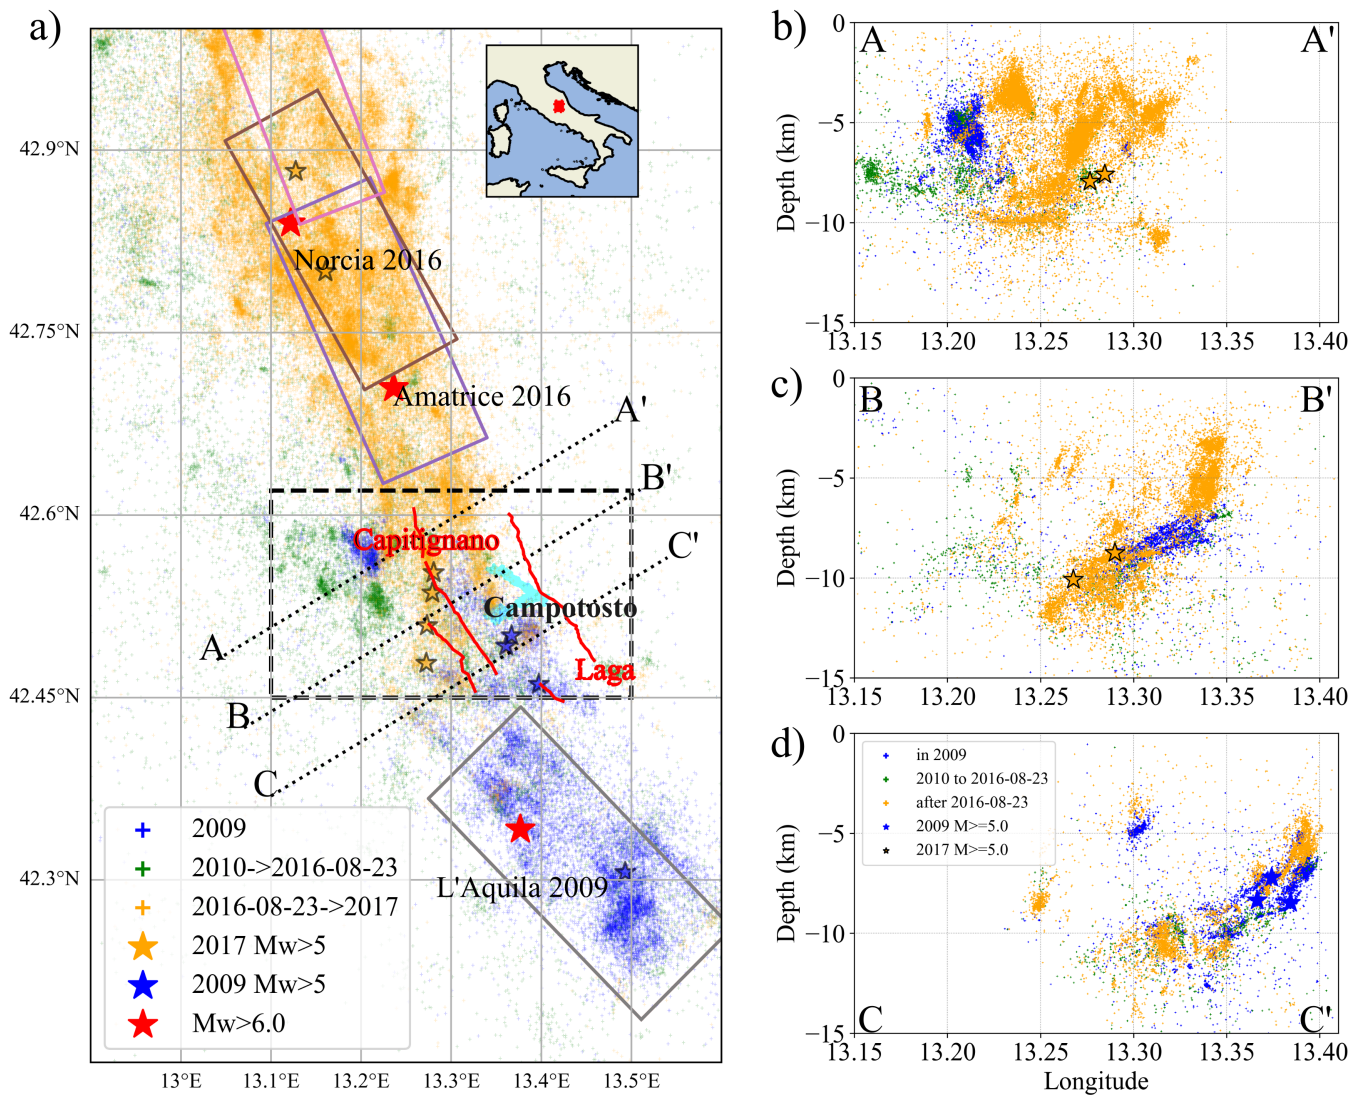 a)
42.9°N
42.75°N
42.6°N
42.45°N
42.3°N
13°E
13.1°E
13.2°E
13.3°E
13.4°E
13.5°E
Norcia 2016
Amatrice 2016
A'
B'
C'
Capitignano
Campotosto
Laga
A
B
C
L'Aquila 2009
2009
2010->2016-08-23
2016-08-23->2017
2017 Mw>5
2009 Mw>5
Mw>6.0
b)
A
A'
Depth (km)
0
−5
−10
−15
13.15
13.20
13.25
13.30
13.35
13.40
c)
B
B'
Depth (km)
0
−5
−10
−15
13.15
13.20
13.25
13.30
13.35
13.40
d)
in 2009
2010 to 2016-08-23
after 2016-08-23
2009 M>=5.0
2017 M>=5.0
Depth (km)
0
−5
−10
−15
C
C'
13.15
13.20
13.25
13.30
13.35
13.40
Longitude